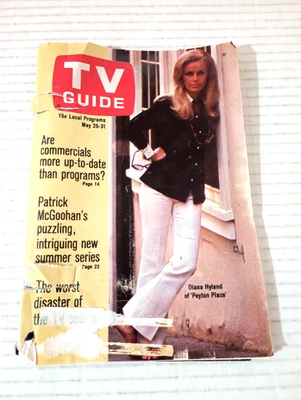 TV
GUIDE
15¢ Local Programs
May 25-31
Are
commercials
more up-to-date
than programs?
Page 14
Patrick
McGoohan's
puzzling,
intriguing new
summer series
Page 22
The worst
disaster of
the TV season
Diana Hyland
of 'Peyton Place'